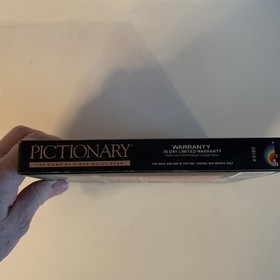 PICTIONARY
THE GAME OF QUICK DRAW
WARRANTY
90 DAY LIMITED WARRANTY
FOR SALE AND USE IN THE USA, CANADA AND MEXICO ONLY
#5160